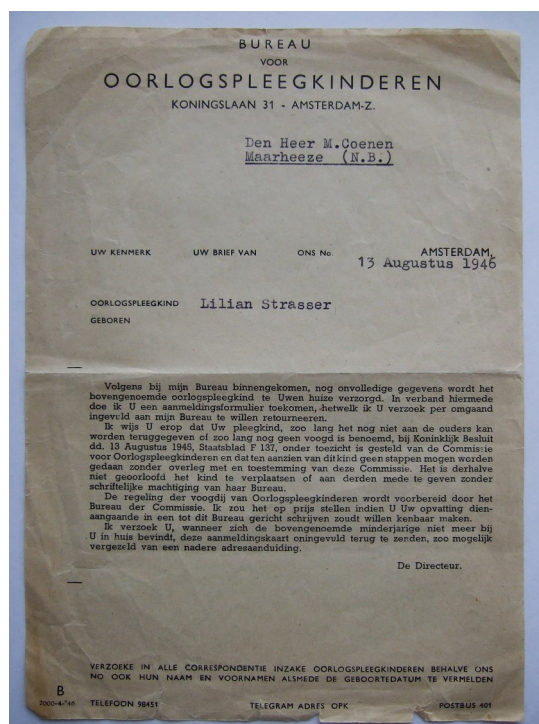 BUREAU
VOOR
OORLOGSPLEEGKINDEREN
KONINGSLAAN 31 - AMSTERDAM-Z.
Den Heer M.Coenen
Maarheeze (N.B.)
UW KENMERK UW BRIEF VAN ONS No. AMSTERDAM,
13 Augustus 1946
OORLOGSPLEEGKIND Lilian Strasser
GEBOREN
Volgens bij mijn Bureau binnengekomen, nog onvolledige gegevens wordt het
bovengenoemde oorlogspleegkind te Uwen huize verzorgd. In verband hiermede
doe ik U een aanmeldingsformulier toekomen, hetwelk ik U verzoek per omgaand
ingevuld aan mijn Bureau te willen retourneeren.
Ik wijs U erop dat Uw pleegkind, zoo lang het nog niet aan de ouders kan
worden teruggegeven of zoo lang nog geen voogd is benoemd, bij Koninklijk Besluit
dd. 13 Augustus 1945, Staatsblad F 137, onder toezicht is gesteld van de Commissie
voor Oorlogspleegkinderen en dat ten aanzien van dit kind geen stappen mogen worden
gedaan zonder overleg met en toestemming van deze Commissie. Het is derhalve
niet geoorloofd het kind te verplaatsen of aan derden mede te geven zonder
schriftelijke machtiging van haar Bureau.
De regeling der voogdij van Oorlogspleegkinderen wordt voorbereid door het
Bureau der Commissie. Ik zou het op prijs stellen indien U Uw opvatting dien-
aangaande in een tot dit Bureau gericht schrijven zoudt willen kenbaar maken.
Ik verzoek U, wanneer zich de bovengenoemde minderjarige niet meer bij
U in huis bevindt, deze aanmeldingskaart oningevuld terug te zenden, zoo mogelijk
vergezeld van een nadere adresaanduiding.
De Directeur.
VERZOEKE IN ALLE CORRESPONDENTIE INZAKE OORLOGSPLEEGKINDEREN BEHALVE ONS
NO OOK HUN NAAM EN VOORNAMEN ALSMEDE DE GEBOORTEDATUM TE VERMELDEN
B
2000-4-'46 TELEFOON 98451 TELEGRAM ADRES OPK POSTBUS 401